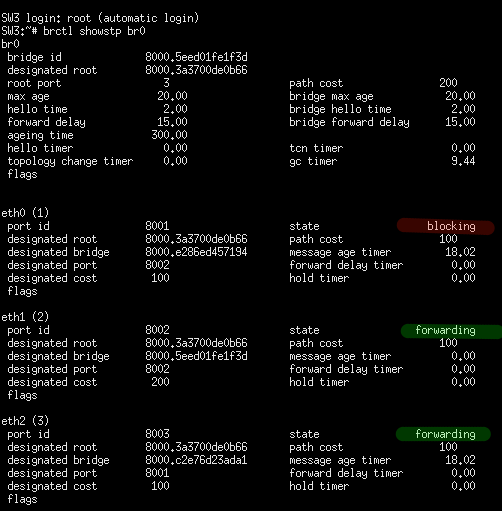 SW3 login: root (automatic login)
SW3:~# brctl showstp br0
br0
 bridge id              8000.5eed01fe1f3d
 designated root        8000.3a3700de0b66
 root port                 3                    path cost                200
 max age                  20.00                 bridge max age            20.00
 hello time                2.00                 bridge hello time          2.00
 forward delay            15.00                 bridge forward delay      15.00
 ageing time             300.00
 hello timer               0.00                 tcn timer                  0.00
 topology change timer     0.00                 gc timer                   9.44
 flags

eth0 (1)
 port id                8001                    state                  blocking
 designated root        8000.3a3700de0b66       path cost                100
 designated bridge      8000.e286ed457194       message age timer         18.02
 designated port        8002                    forward delay timer        0.00
 designated cost         100                    hold timer                 0.00
 flags

eth1 (2)
 port id                8002                    state                forwarding
 designated root        8000.3a3700de0b66       path cost                100
 designated bridge      8000.5eed01fe1f3d       message age timer          0.00
 designated port        8002                    forward delay timer        0.00
 designated cost         200                    hold timer                 0.00
 flags

eth2 (3)
 port id                8003                    state                forwarding
 designated root        8000.3a3700de0b66       path cost                100
 designated bridge      8000.c2e76d23ada1       message age timer         18.02
 designated port        8001                    forward delay timer        0.00
 designated cost         100                    hold timer                 0.00
 flags